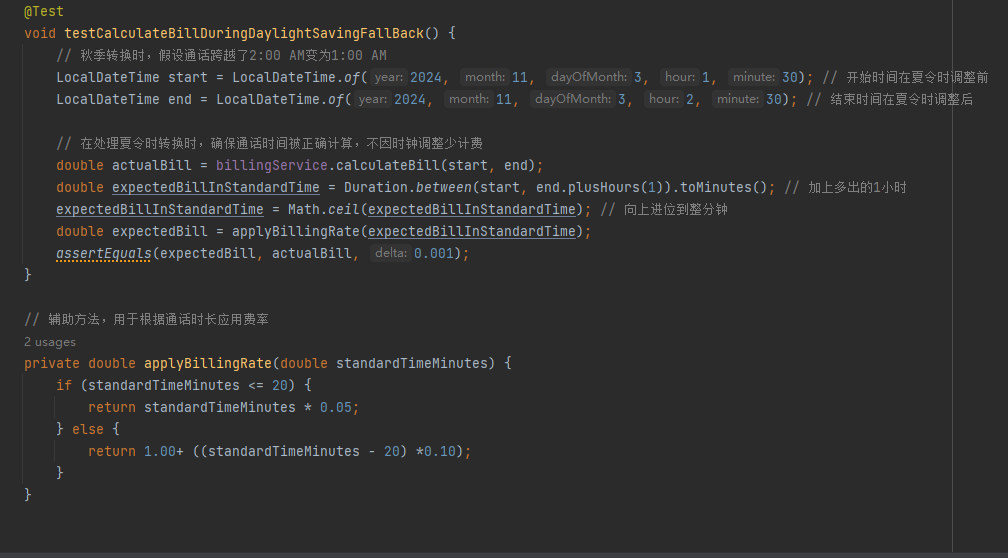 @Test
void testCalculateBillDuringDaylightSavingFallBack() {
// 秋季转换时，假设通话跨越了2:00 AM变为1:00 AM
LocalDateTime start = LocalDateTime.of( year: 2024, month: 11, dayOfMonth: 3, hour: 1, minute: 30); // 开始时间在夏令时调整前
LocalDateTime end = LocalDateTime.of( year: 2024, month: 11, dayOfMonth: 3, hour: 2, minute: 30); // 结束时间在夏令时调整后
// 在处理夏令时转换时，确保通话时间被正确计算，不因时钟调整少计费
double actualBill = billingService.calculateBill(start, end);
double expectedBillInStandardTime = Duration.between(start, end.plusHours(1)).toMinutes(); // 加上多出的1小时
expectedBillInStandardTime = Math.ceil(expectedBillInStandardTime); // 向上进位到整分钟
double expectedBill = applyBillingRate(expectedBillInStandardTime);
assertEquals(expectedBill, actualBill, delta: 0.001);
}
// 辅助方法，用于根据通话时长应用费率
2 usages
private double applyBillingRate(double standardTimeMinutes) {
if (standardTimeMinutes <= 20) {
return standardTimeMinutes * 0.05;
} else {
return 1.00+ ((standardTimeMinutes - 20) *0.10);
}
}